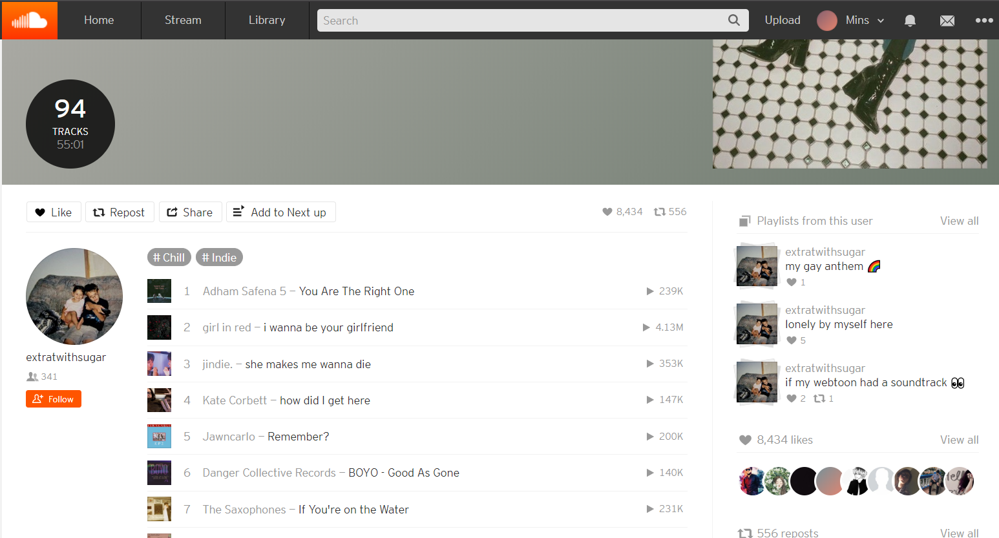 Home
Stream
Library
Search
Upload
Mins
94
TRACKS
55:01
Like
Repost
Share
Add to Next up
8,434
556
extratwithsugar
341
Follow
# Chill
# Indie
1 Adham Safena 5 – You Are The Right One 239K
2 girl in red – i wanna be your girlfriend 4.13M
3 jindie. – she makes me wanna die 353K
4 Kate Corbett – how did I get here 147K
5 Jawncarlo – Remember? 200K
6 Danger Collective Records – BOYO - Good As Gone 140K
7 The Saxophones – If You're on the Water 231K
Playlists from this user
View all
extratwithsugar
my gay anthem 🌈
1
extratwithsugar
lonely by myself here
5
extratwithsugar
if my webtoon had a soundtrack 👀
2 1
8,434 likes
View all
556 reposts
View all